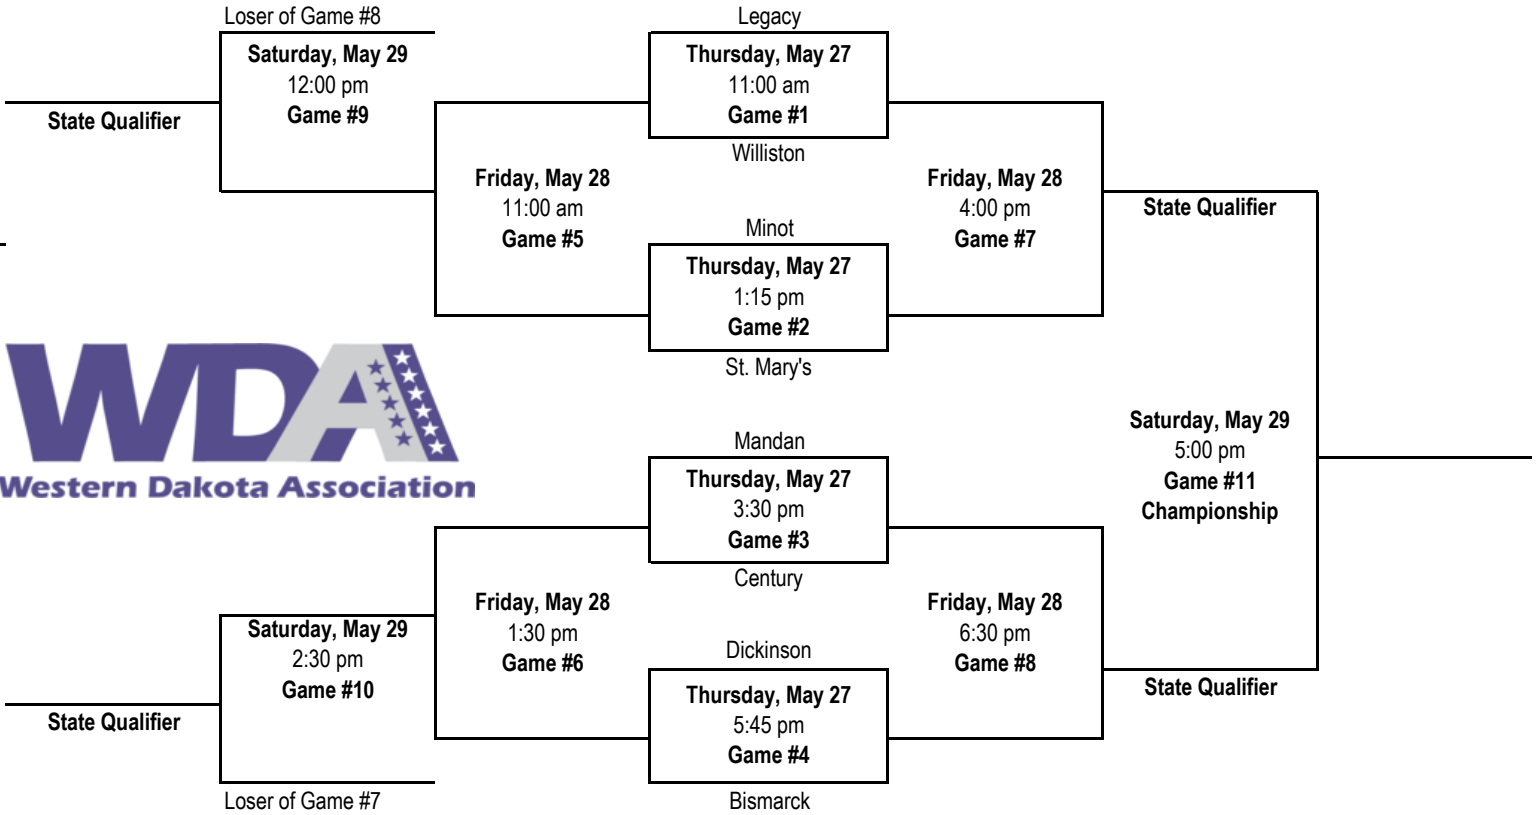 Loser of Game #8
Saturday, May 29
12:00 pm
Game #9
State Qualifier
Friday, May 28
11:00 am
Game #5
Legacy
Thursday, May 27
11:00 am
Game #1
Williston
Minot
Thursday, May 27
1:15 pm
Game #2
St. Mary's
Friday, May 28
4:00 pm
Game #7
State Qualifier
WDA
Western Dakota Association
Mandan
Thursday, May 27
3:30 pm
Game #3
Century
Saturday, May 29
5:00 pm
Game #11
Championship
Saturday, May 29
2:30 pm
Game #10
State Qualifier
Loser of Game #7
Friday, May 28
1:30 pm
Game #6
Dickinson
Thursday, May 27
5:45 pm
Game #4
Bismarck
Friday, May 28
6:30 pm
Game #8
State Qualifier